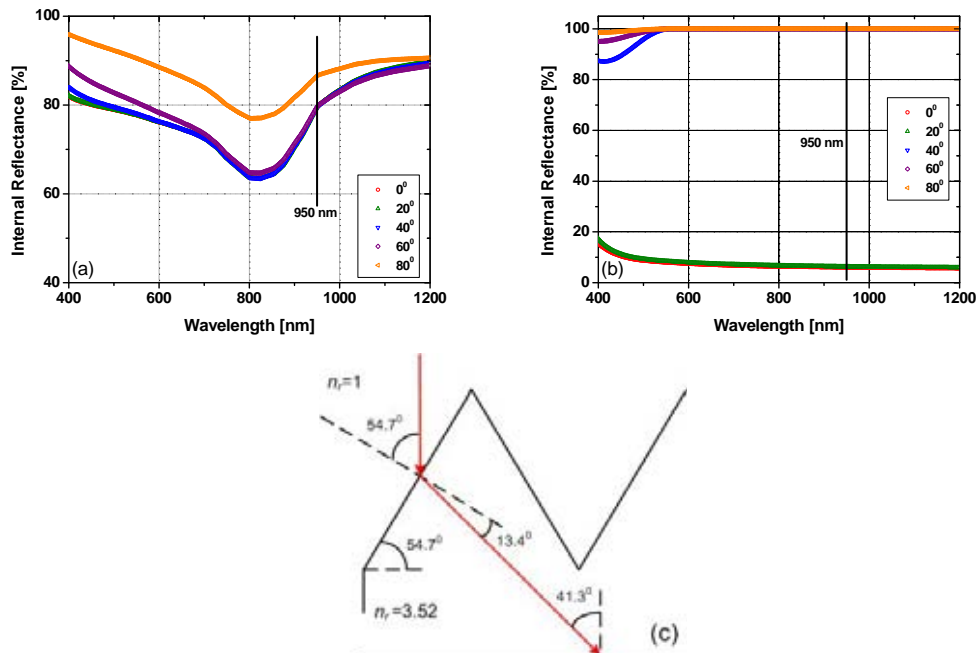 100
80
60
40
Internal Reflectance [%]
400 600 800 1000 1200
Wavelength [nm]
950 nm
0⁰
20⁰
40⁰
60⁰
80⁰
(a)
100
80
60
40
20
0
Internal Reflectance [%]
400 600 800 1000 1200
Wavelength [nm]
950 nm
0⁰
20⁰
40⁰
60⁰
80⁰
(b)
nᵣ=1
54.7⁰
13.4⁰
54.7⁰
41.3⁰
nᵣ=3.52
(c)